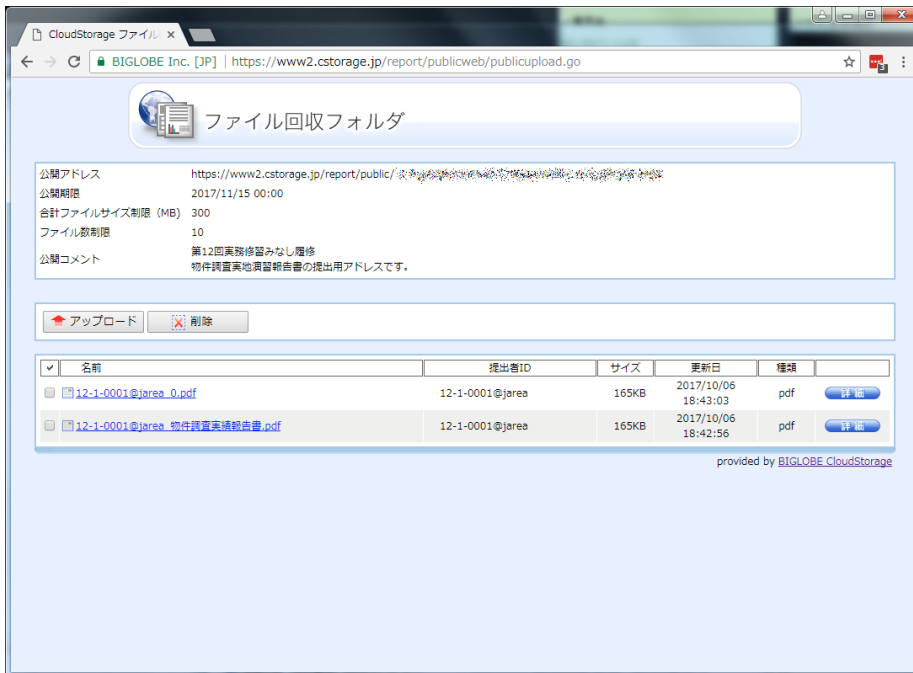 CloudStorage ファイル
BIGLOBE Inc. [JP] | https://www2.cstorage.jp/report/publicweb/publicupload.go
ファイル回収フォルダ
公開アドレス https://www2.cstorage.jp/report/public/
公開期限 2017/11/15 00:00
合計ファイルサイズ制限（MB） 300
ファイル数制限 10
公開コメント 第12回実務修習みなし履修
物件調査実地演習報告書の提出用アドレスです。
アップロード 削除
名前 提出者ID サイズ 更新日 種類
12-1-0001@jarea_0.pdf 12-1-0001@jarea 165KB 2017/10/06 18:43:03 pdf 詳細
12-1-0001@jarea_物件調査実績報告書.pdf 12-1-0001@jarea 165KB 2017/10/06 18:42:56 pdf 詳細
provided by BIGLOBE CloudStorage